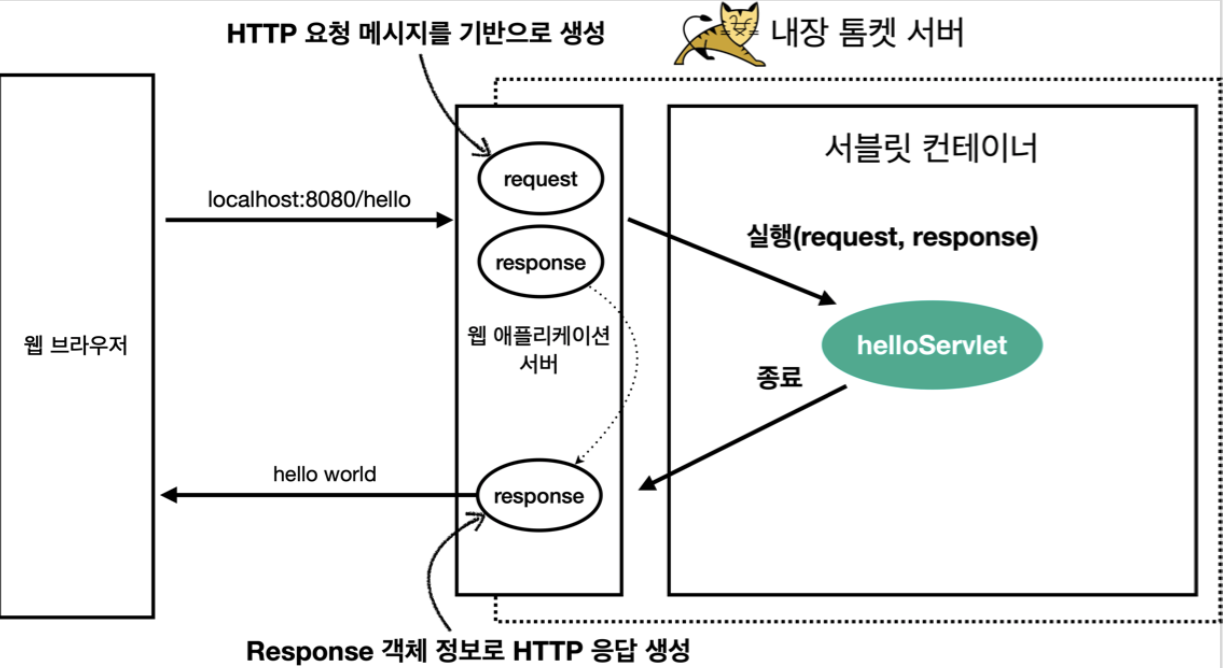 HTTP 요청 메시지를 기반으로 생성
내장 톰켓 서버
서블릿 컨테이너
request
localhost:8080/hello
실행(request, response)
response
웹 애플리케이션
서버
웹 브라우저
helloServlet
종료
hello world
response
Response 객체 정보로 HTTP 응답 생성